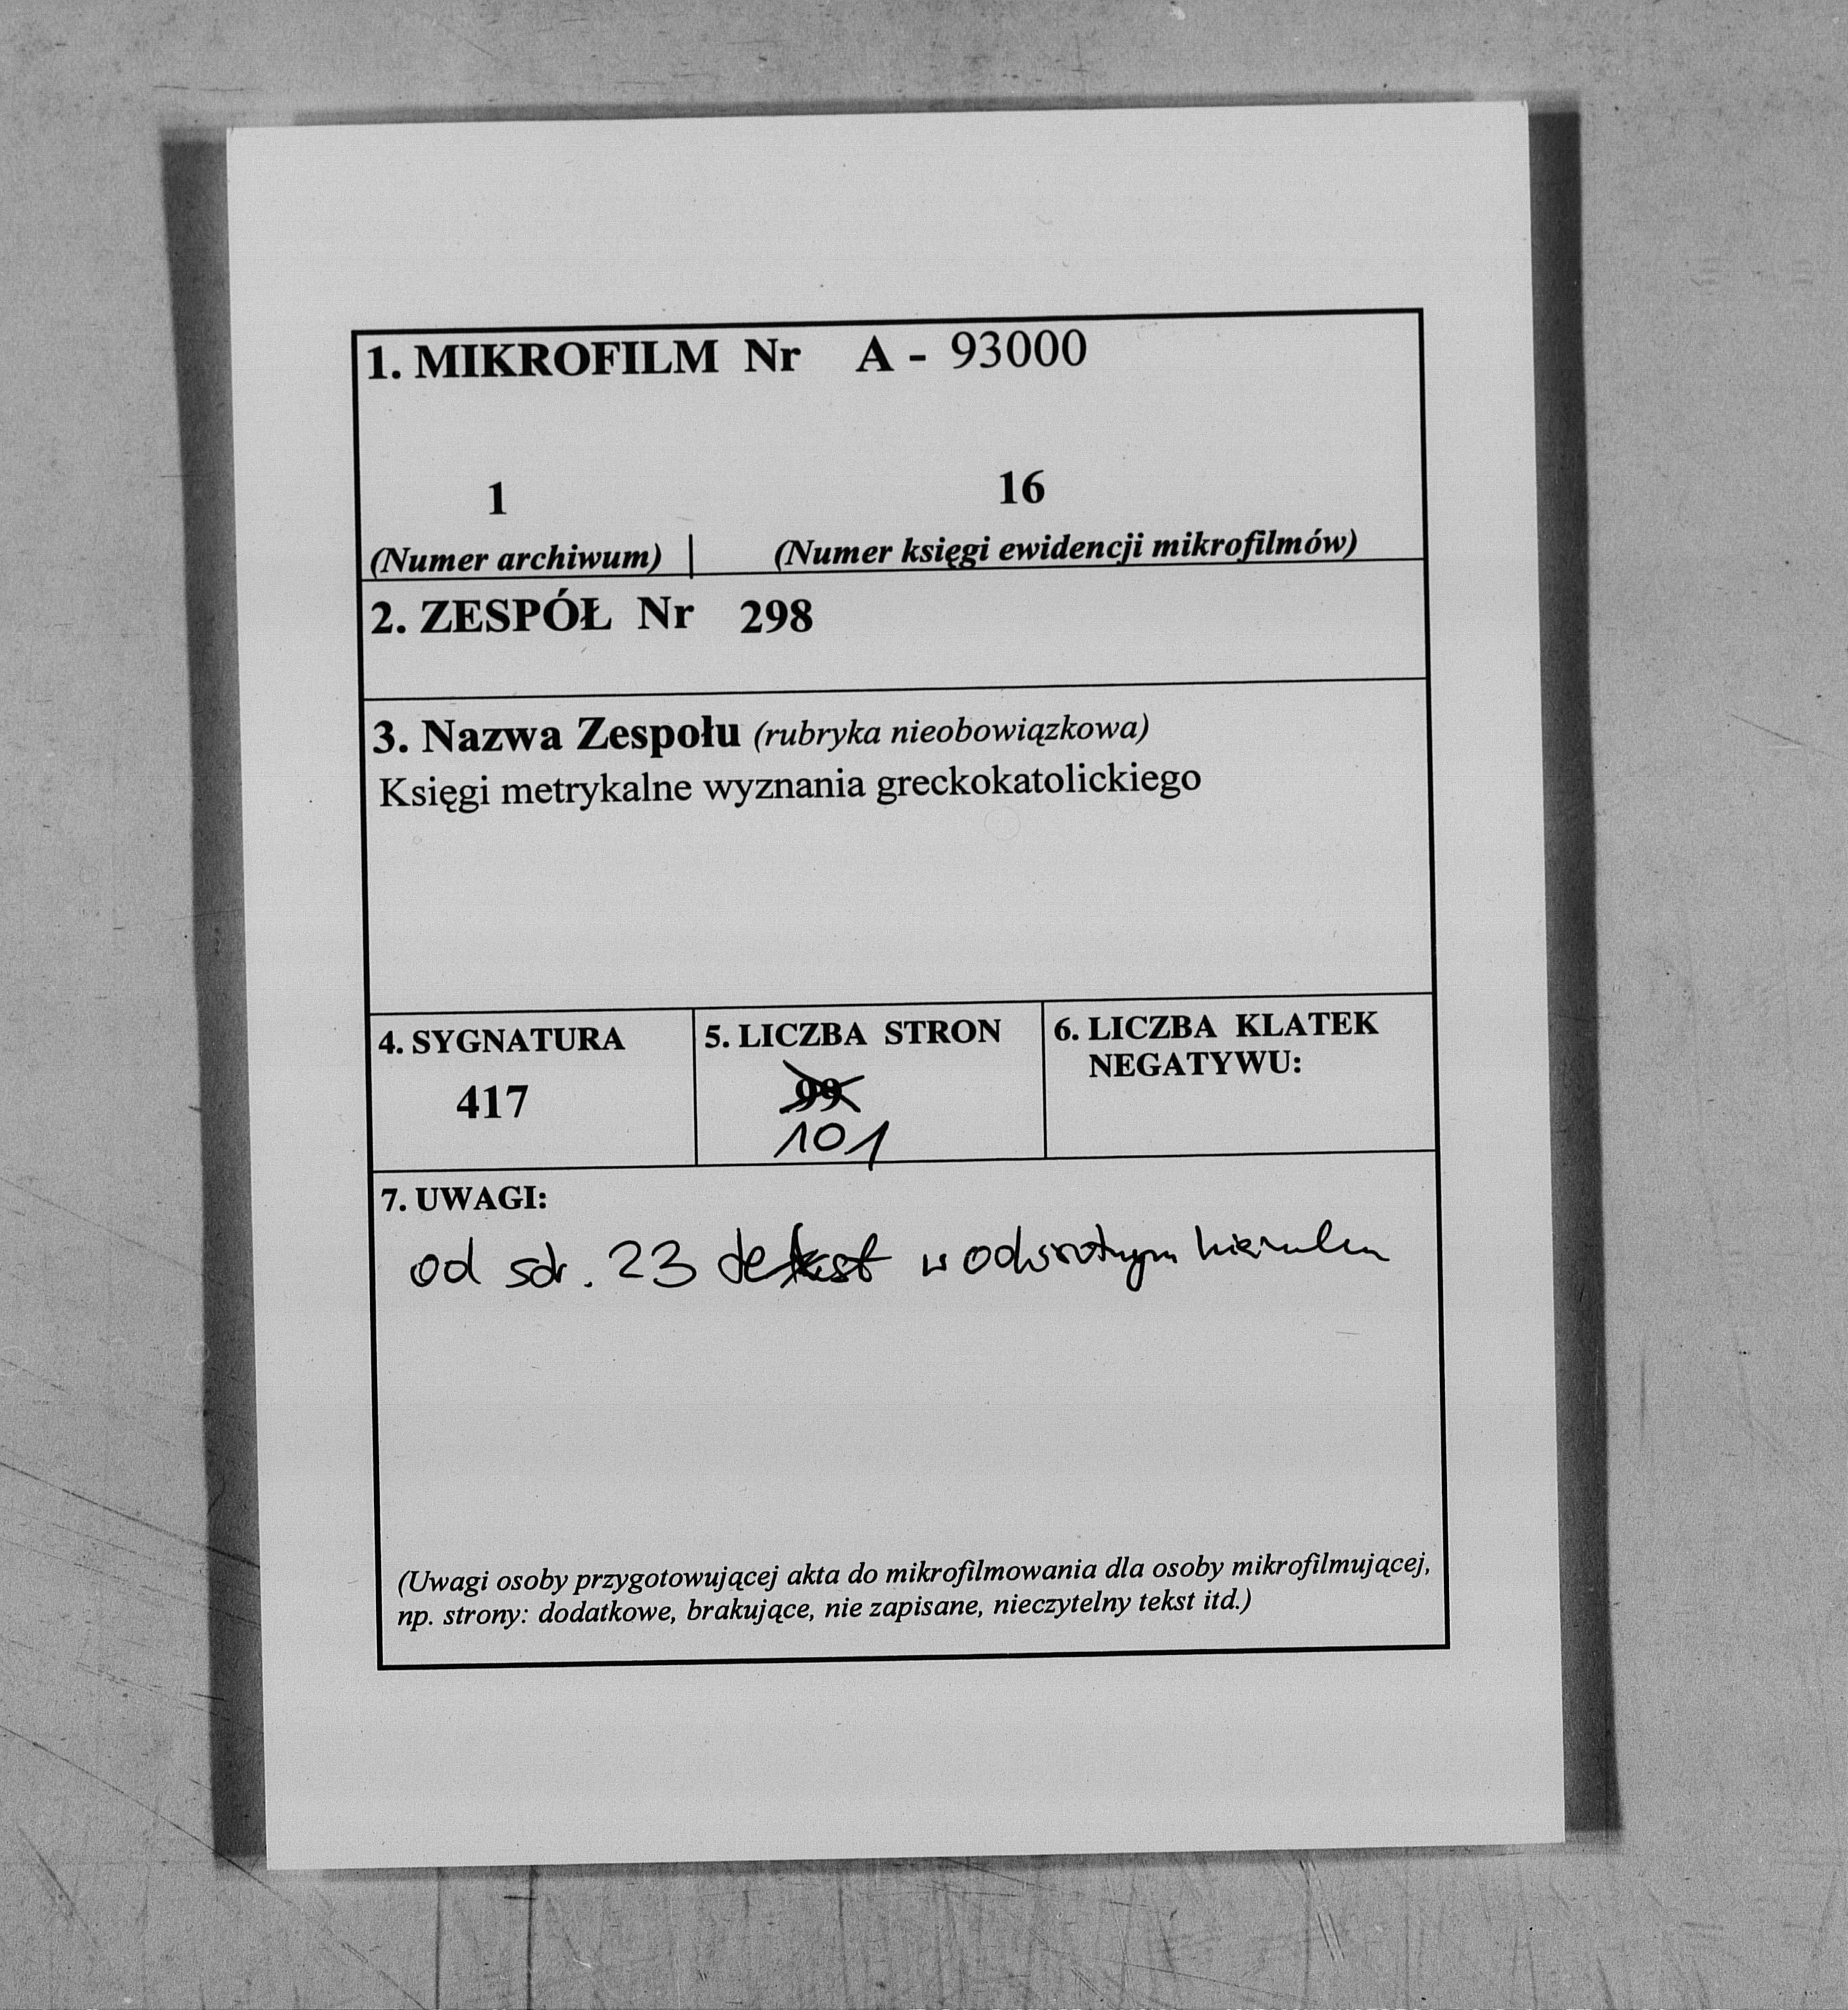 1. MIKROFILM Nr A - 93000
1 16
(Numer archiwum) | (Numer księgi ewidencji mikrofilmów)
2. ZESPÓŁ Nr 298
3. Nazwa Zespołu (rubryka nieobowiązkowa)
Księgi metrykalne wyznania greckokatolickiego
4. SYGNATURA
417
5. LICZBA STRON
99
101
6. LICZBA KLATEK
NEGATYWU:
7. UWAGI:
od str. 23 tekst w odwrotnym kierunku
(Uwagi osoby przygotowującej akta do mikrofilmowania dla osoby mikrofilmującej,
np. strony: dodatkowe, brakujące, nie zapisane, nieczytelny tekst itd.)